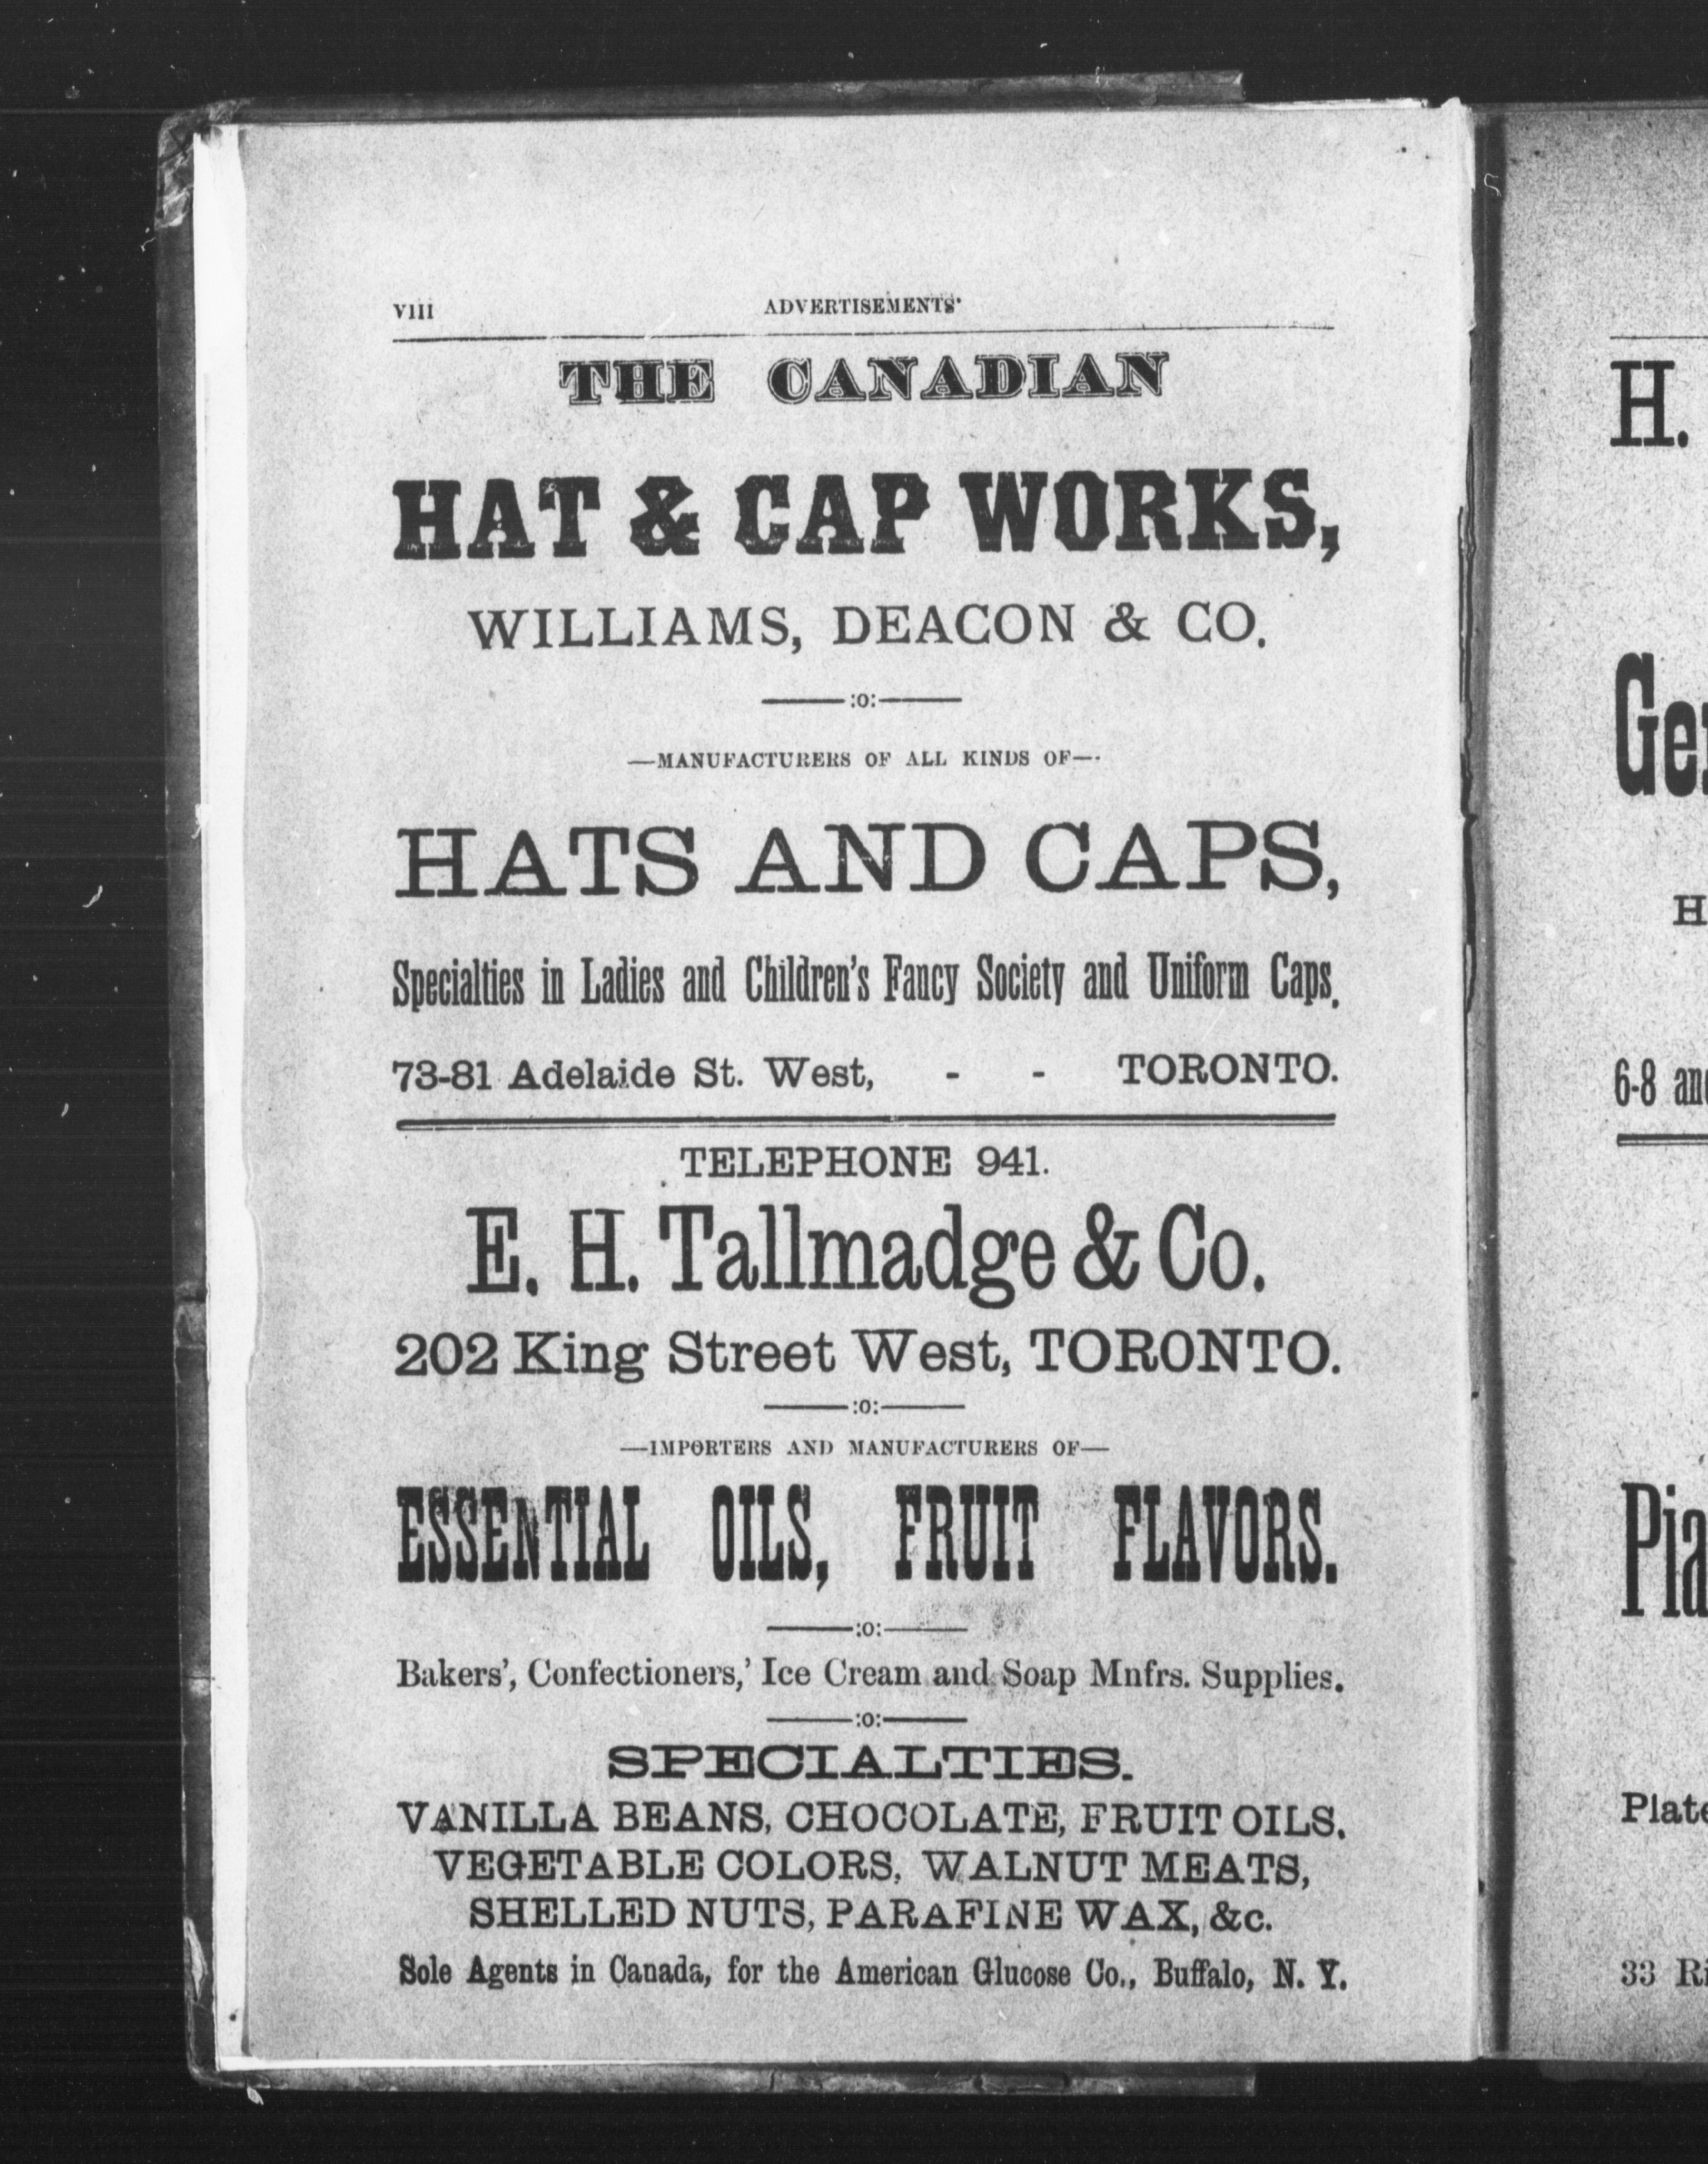 VIII ADVERTISEMENTS'
THE CANADIAN
HAT & CAP WORKS,
WILLIAMS, DEACON & CO.
:o:
—MANUFACTURERS OF ALL KINDS OF—
HATS AND CAPS,
Specialties in Ladies and Children's Fancy Society and Uniform Caps.
73-81 Adelaide St. West, - - TORONTO.
TELEPHONE 941.
E. H. Tallmadge & Co.
202 King Street West, TORONTO.
:o:
—IMPORTERS AND MANUFACTURERS OF—
ESSENTIAL OILS, FRUIT FLAVORS.
:o:
Bakers', Confectioners,' Ice Cream and Soap Mnfrs. Supplies.
:o:
SPECIALTIES.
VANILLA BEANS, CHOCOLATE, FRUIT OILS.
VEGETABLE COLORS, WALNUT MEATS,
SHELLED NUTS, PARAFINE WAX, &c.
Sole Agents in Canada, for the American Glucose Co., Buffalo, N. Y.
H.
6-8
33